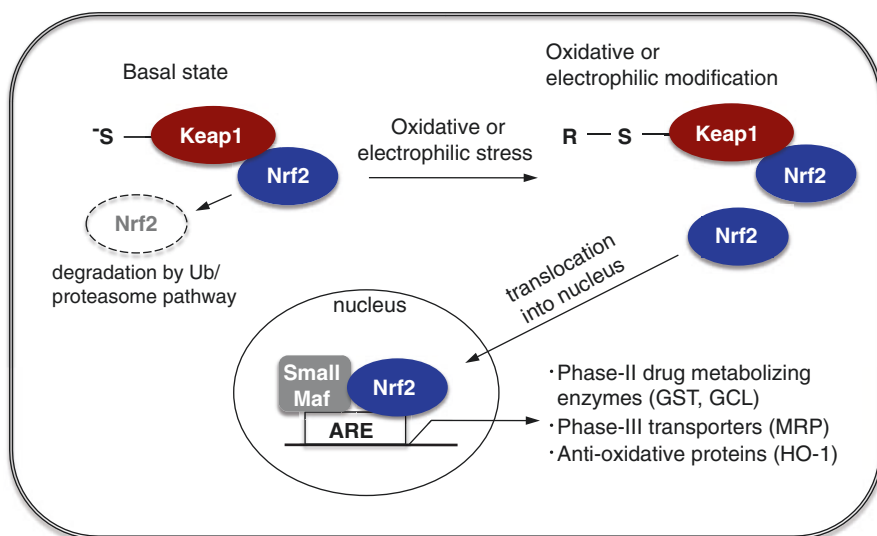 Basal state
⁻S
Keap1
Nrf2
Nrf2
degradation by Ub/
proteasome pathway
Oxidative or
electrophilic stress
Oxidative or
electrophilic modification
R — S
Keap1
Nrf2
Nrf2
translocation
into nucleus
nucleus
Small
Maf
Nrf2
ARE
・Phase-II drug metabolizing
enzymes (GST, GCL)
・Phase-III transporters (MRP)
・Anti-oxidative proteins (HO-1)